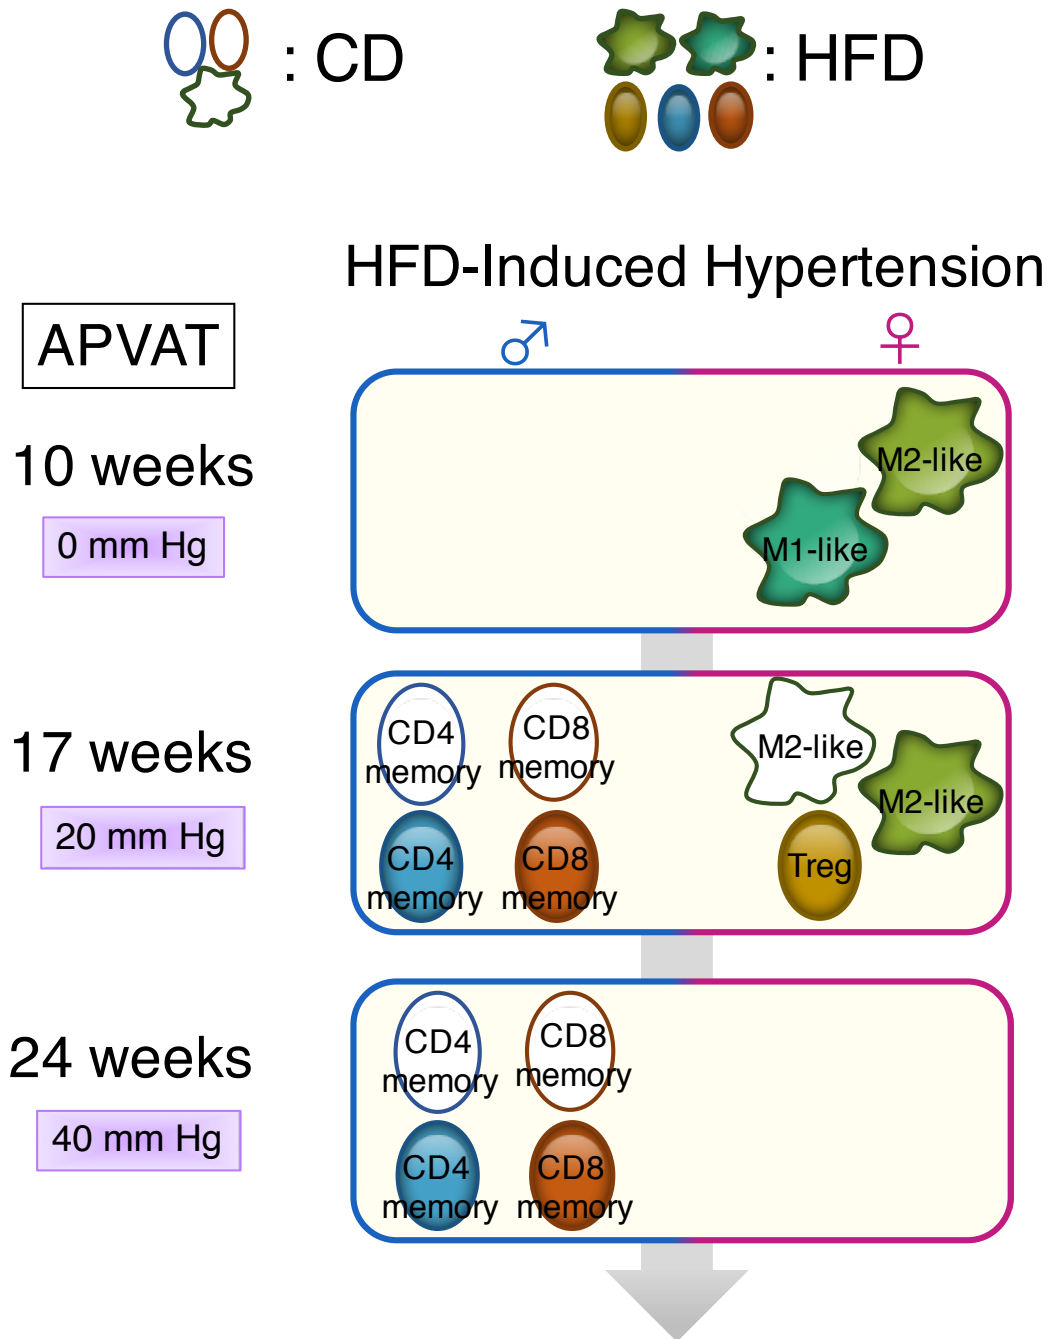 : CD
: HFD
HFD-Induced Hypertension
APVAT
♂
♀
10 weeks
0 mm Hg
M2-like
M1-like
17 weeks
20 mm Hg
CD4
memory
CD8
memory
M2-like
M2-like
CD4
memory
CD8
memory
Treg
24 weeks
40 mm Hg
CD4
memory
CD8
memory
CD4
memory
CD8
memory